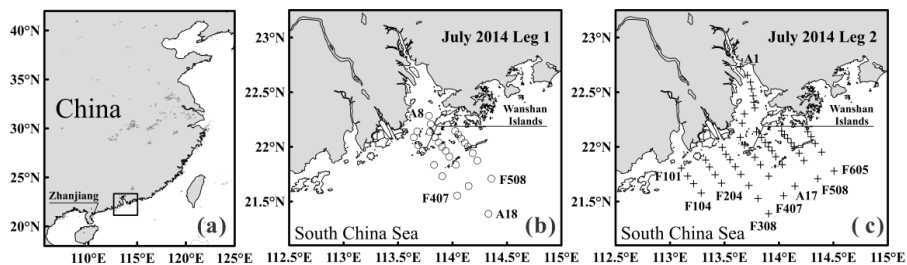 40°N
35°N
30°N
25°N
20°N
China
Zhanjiang
(a)
110°E 115°E 120°E 125°E
23°N
22.5°N
22°N
21.5°N
July 2014 Leg 1
A8
Wanshan
Islands
F508
F407
A18
South China Sea
(b)
112.5°E 113°E 113.5°E 114°E 114.5°E 115°E
23°N
22.5°N
22°N
21.5°N
July 2014 Leg 2
A1
Wanshan
Islands
F101
F104
F204
F605
F508
A17
F407
F308
South China Sea
(c)
112.5°E 113°E 113.5°E 114°E 114.5°E 115°E